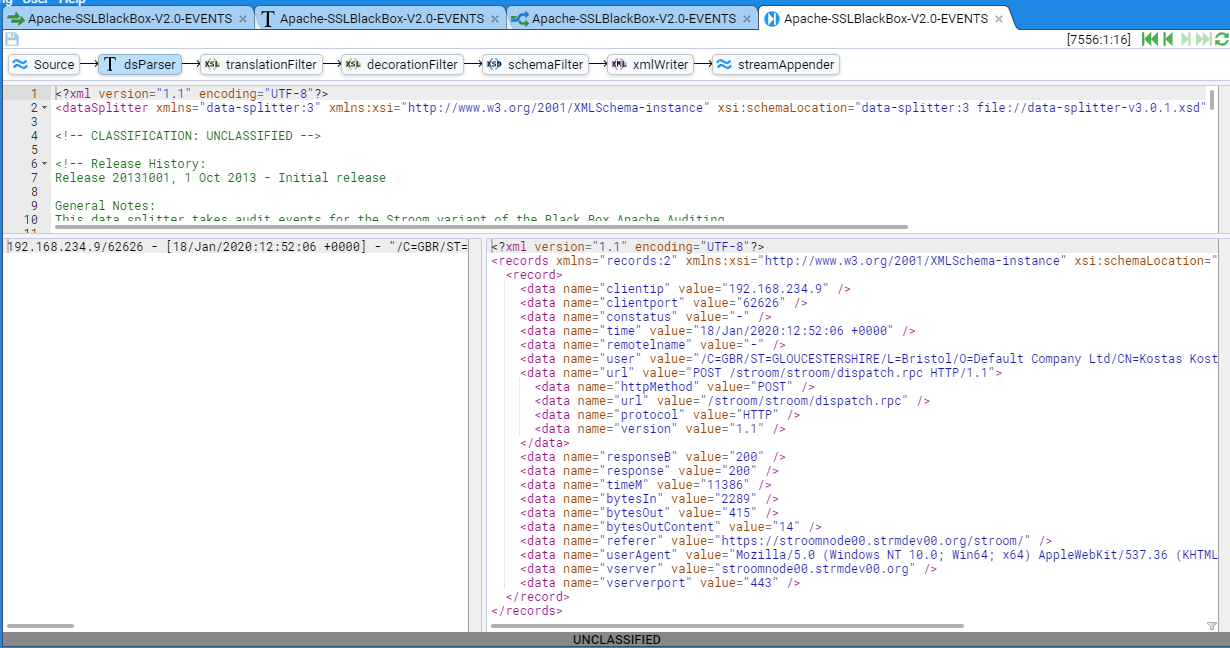 User Help
Apache-SSLBlackBox-V2.0-EVENTS × Apache-SSLBlackBox-V2.0-EVENTS × Apache-SSLBlackBox-V2.0-EVENTS × Apache-SSLBlackBox-V2.0-EVENTS ×
[7556:1:16]
Source dsParser translationFilter decorationFilter schemaFilter xmlWriter streamAppender
1 <?xml version="1.1" encoding="UTF-8"?>
2 <dataSplitter xmlns="data-splitter:3" xmlns:xsi="http://www.w3.org/2001/XMLSchema-instance" xsi:schemaLocation="data-splitter:3 file://data-splitter-v3.0.1.xsd"
3
4 <!-- CLASSIFICATION: UNCLASSIFIED -->
5
6 <!-- Release History:
7 Release 20131001, 1 Oct 2013 - Initial release
8
9 General Notes:
10 This data splitter takes audit events for the Stroom variant of the Black Box Apache Auditing
11
192.168.234.9/62626 - [18/Jan/2020:12:52:06 +0000] - "/C=GBR/ST=
<?xml version="1.1" encoding="UTF-8"?>
<records xmlns="records:2" xmlns:xsi="http://www.w3.org/2001/XMLSchema-instance" xsi:schemaLocation="
<record>
<data name="clientip" value="192.168.234.9" />
<data name="clientport" value="62626" />
<data name="constatus" value="-" />
<data name="time" value="18/Jan/2020:12:52:06 +0000" />
<data name="remotelname" value="-" />
<data name="user" value="/C=GBR/ST=GLOUCESTERSHIRE/L=Bristol/O=Default Company Ltd/CN=Kostas Kost
<data name="url" value="POST /stroom/stroom/dispatch.rpc HTTP/1.1">
<data name="httpMethod" value="POST" />
<data name="url" value="/stroom/stroom/dispatch.rpc" />
<data name="protocol" value="HTTP" />
<data name="version" value="1.1" />
</data>
<data name="responseB" value="200" />
<data name="response" value="200" />
<data name="timeM" value="11386" />
<data name="bytesIn" value="2289" />
<data name="bytesOut" value="415" />
<data name="bytesOutContent" value="14" />
<data name="referer" value="https://stroomnode00.strmdev00.org/stroom/" />
<data name="userAgent" value="Mozilla/5.0 (Windows NT 10.0; Win64; x64) AppleWebKit/537.36 (KHTML
<data name="vserver" value="stroomnode00.strmdev00.org" />
<data name="vserverport" value="443" />
</record>
</records>
UNCLASSIFIED